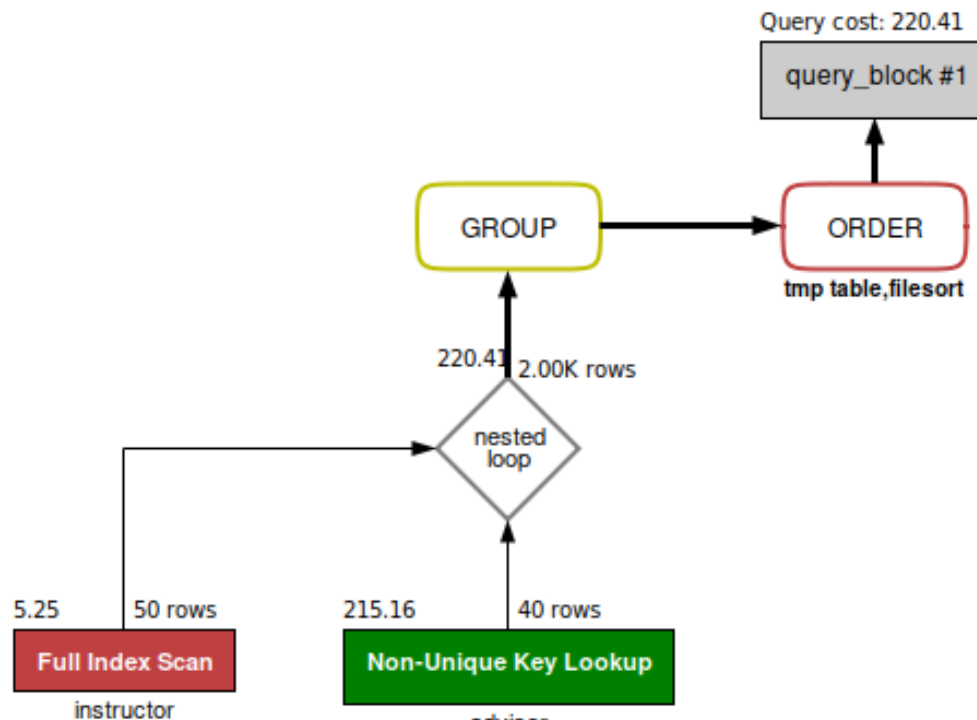 Query cost: 220.41
query_block #1
GROUP
ORDER
tmp table,filesort
220.41
2.00K rows
nested
loop
5.25
50 rows
215.16
40 rows
Full Index Scan
Non-Unique Key Lookup
instructor